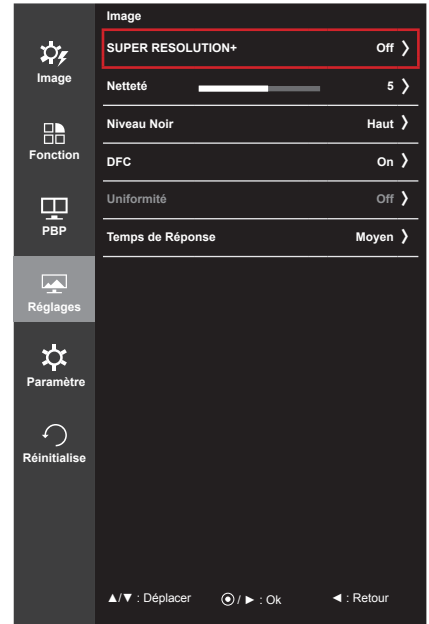 Image
SUPER RESOLUTION+ Off
Netteté 5
Niveau Noir Haut
DFC On
Uniformité Off
Temps de Réponse Moyen
Image
Fonction
PBP
Réglages
Paramètre
Réinitialise
▲/▼ : Déplacer ⦿ / ► : Ok ◄ : Retour